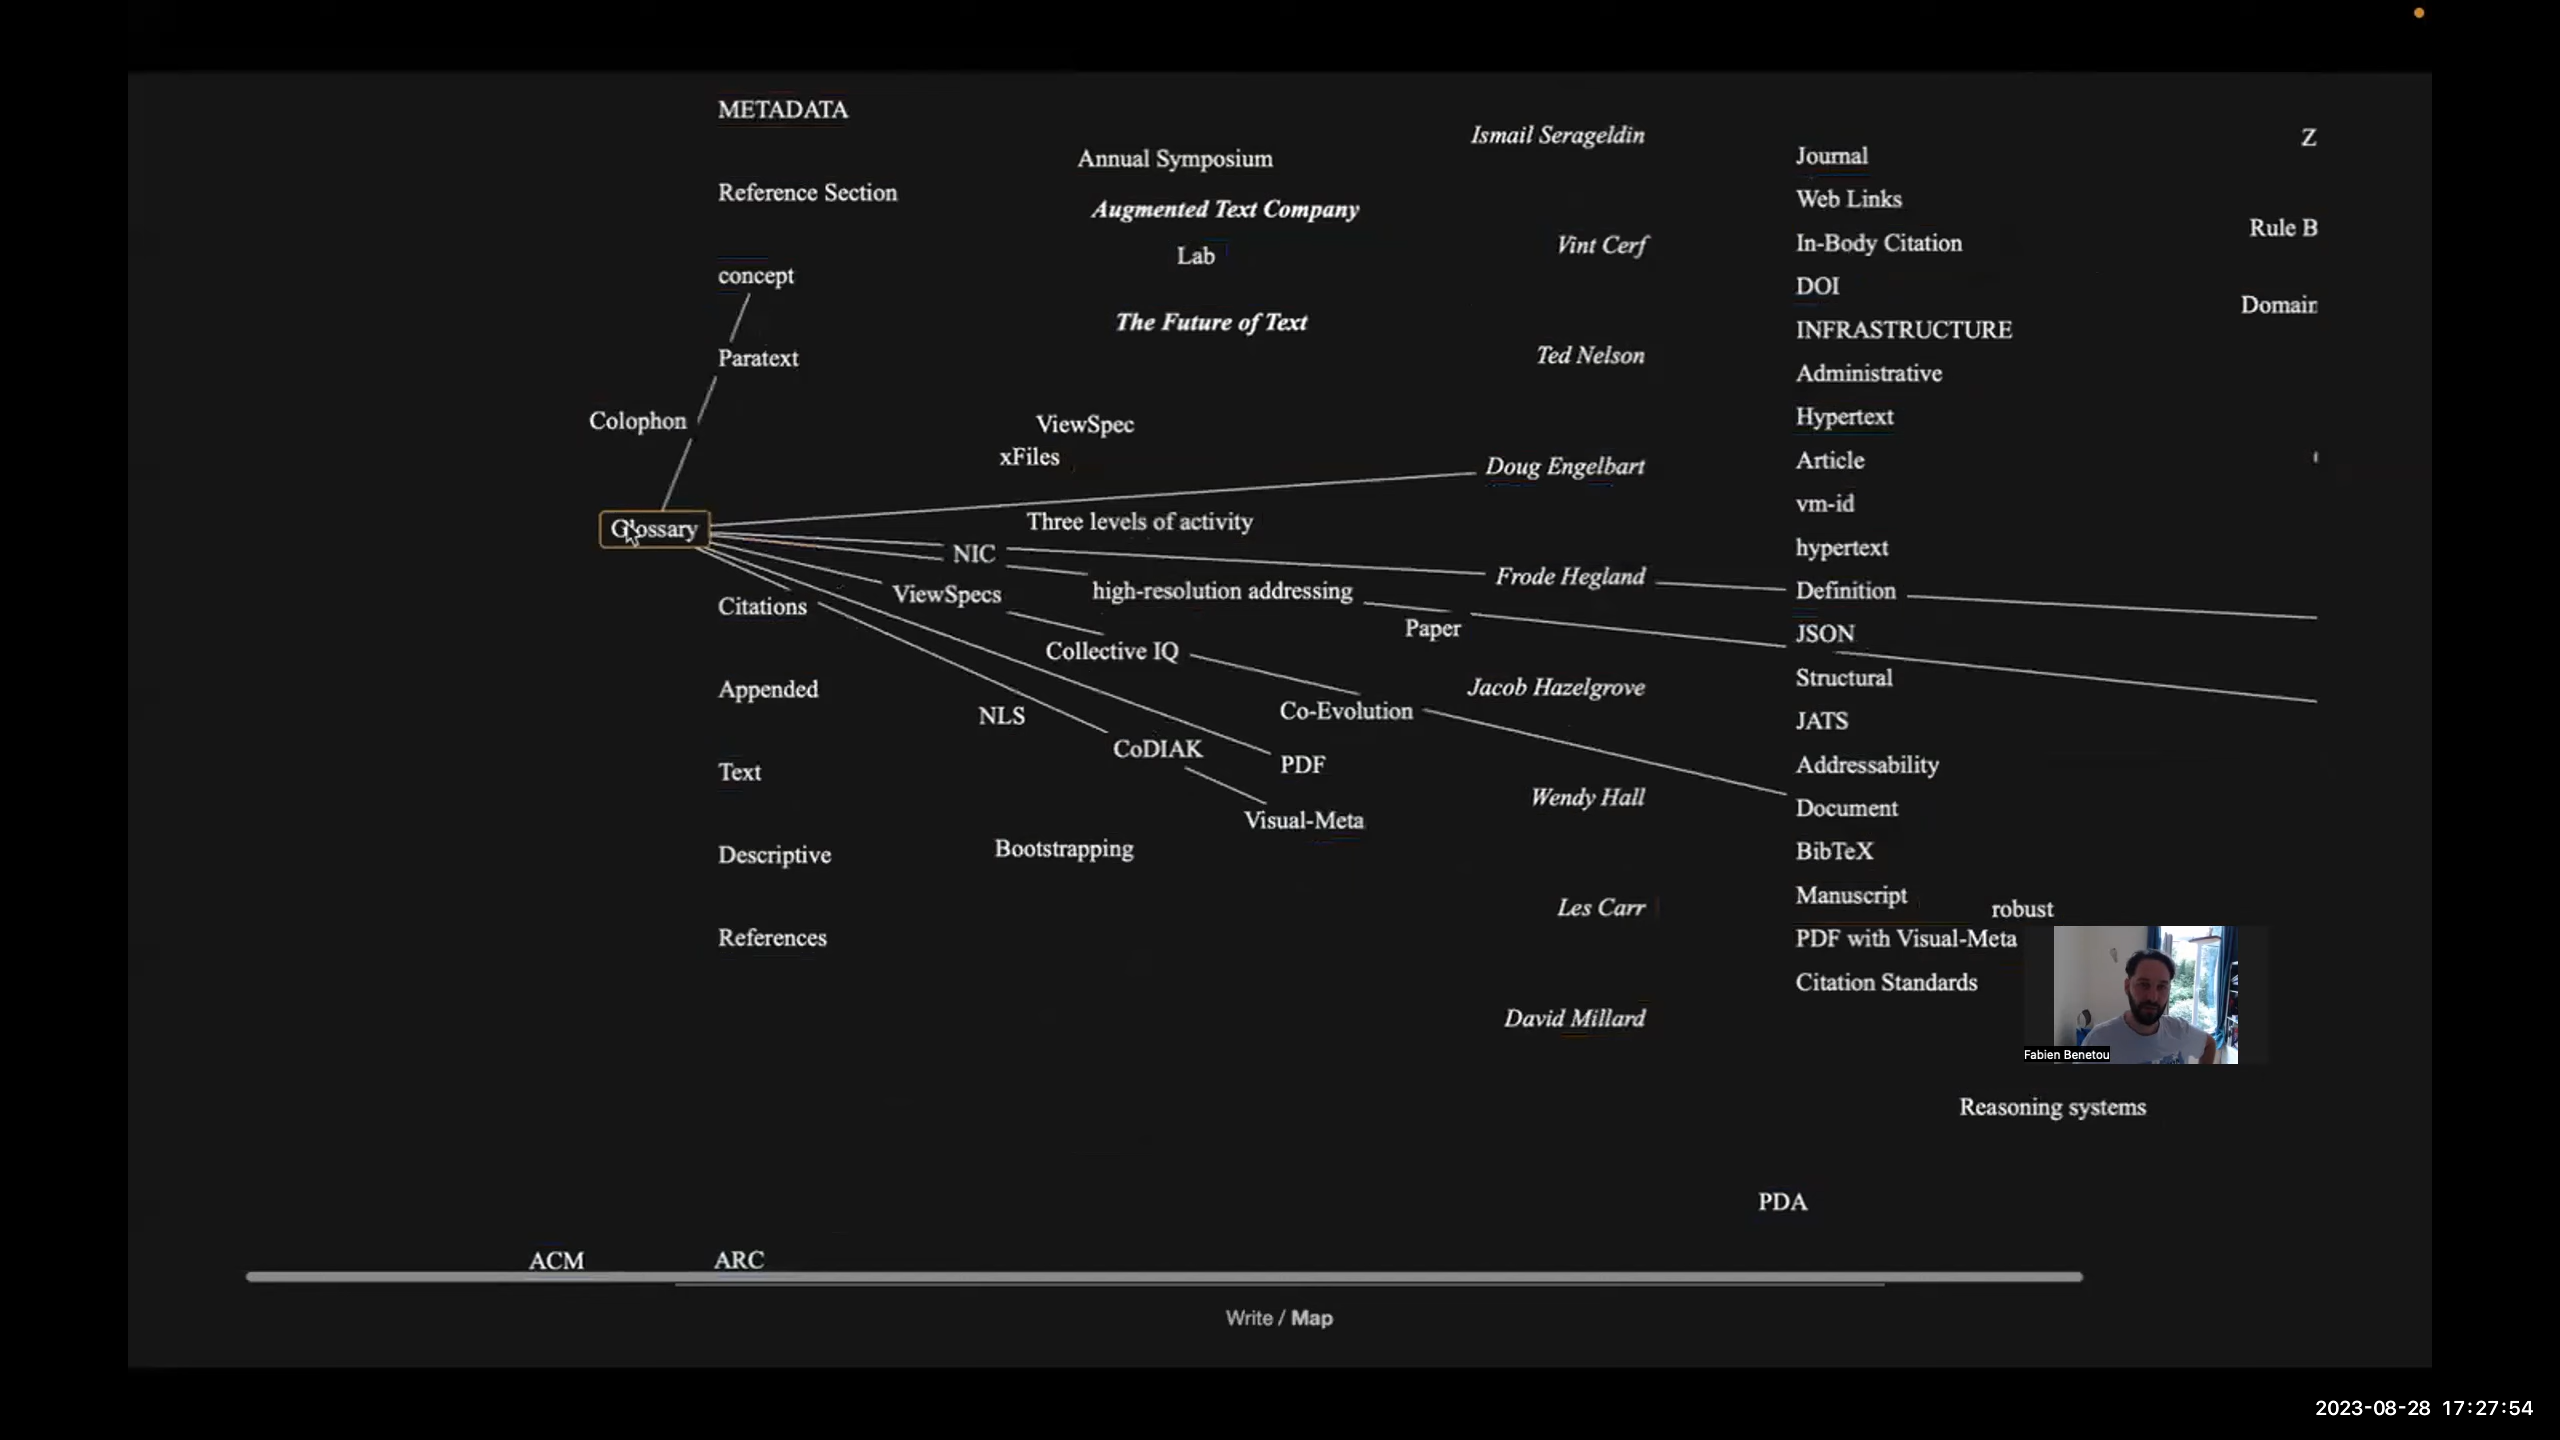 METADATA
Reference Section
concept
Paratext
Colophon
Glossary
Citations
Appended
Text
Descriptive
References
Annual Symposium
Augmented Text Company
Lab
The Future of Text
ViewSpec
xFiles
Three levels of activity
NIC
ViewSpecs
high-resolution addressing
Paper
Collective IQ
NLS
Co-Evolution
CoDIAK
PDF
Visual-Meta
Bootstrapping
Ismail Serageldin
Vint Cerf
Ted Nelson
Doug Engelbart
Frode Hegland
Jacob Hazelgrove
Wendy Hall
Les Carr
David Millard
Journal
Web Links
In-Body Citation
DOI
INFRASTRUCTURE
Administrative
Hypertext
Article
vm-id
hypertext
Definition
JSON
Structural
JATS
Addressability
Document
BibTeX
Manuscript
robust
PDF with Visual-Meta
Citation Standards
Z
Rule B
Domain
Fabien Benetou
Reasoning systems
PDA
ACM
ARC
Write / Map
2023-08-28 17:27:54